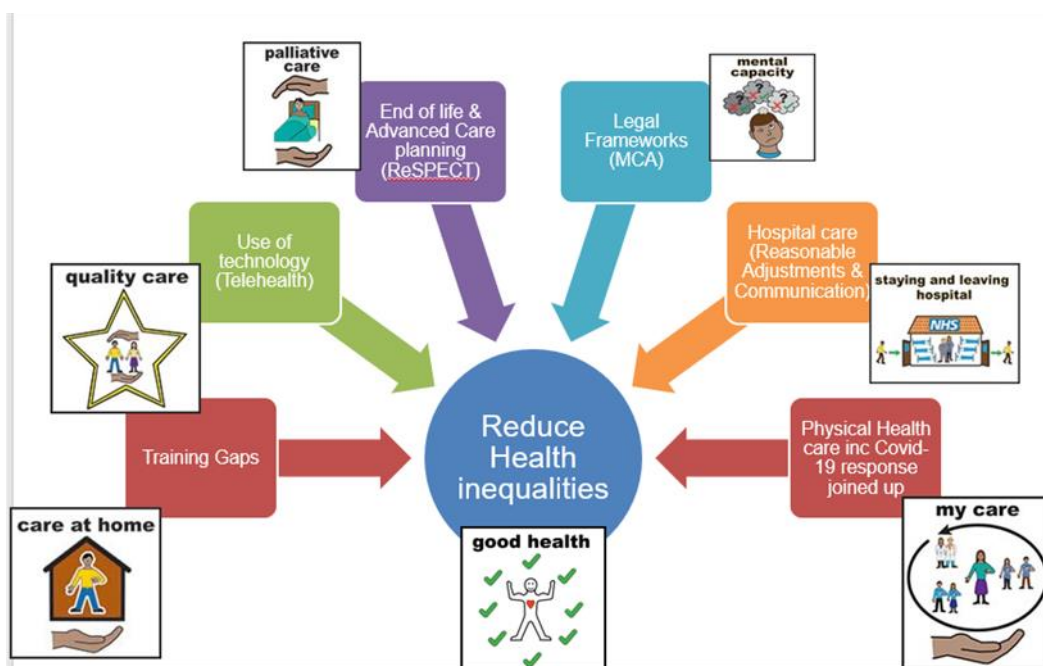 palliative
care
End of life &
Advanced Care
planning
(ReSPECT)
Legal
Frameworks
(MCA)
mental
capacity
? ? ?
Use of
technology
(Telehealth)
Hospital care
(Reasonable
Adjustments &
Communication)
quality care
staying and leaving
hospital
NHS
Training Gaps
Reduce
Health
inequalities
Physical Health
care inc Covid-
19 response
joined up
care at home
good health
my care